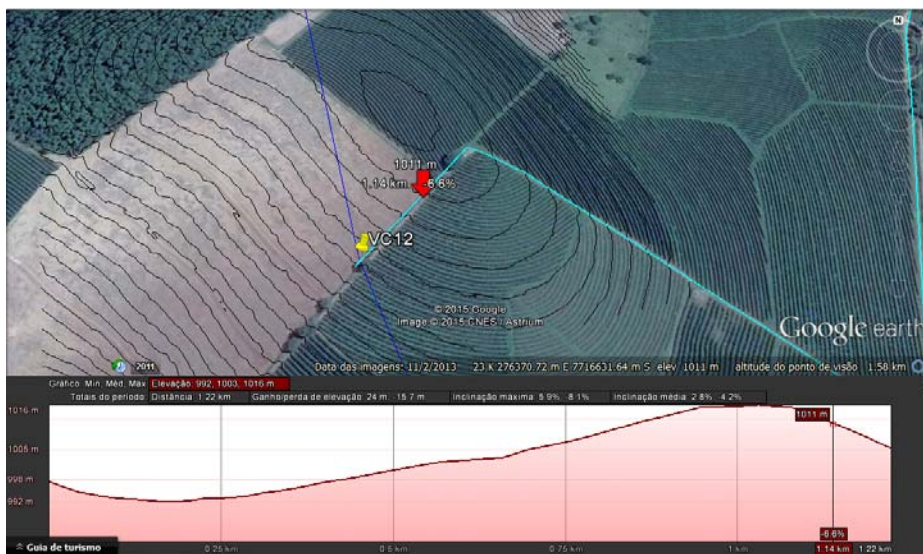 N
1011 m
1.14 km -6.6%
VC12
© 2015 Google
Image © 2015 CNES / Astrium
Google earth
2011
Data das imagens: 11/2/2013 23 K 276370.72 m E 7716631.64 m S elev 1011 m altitude do ponto de visão 1.58 km
Gráfico Min, Méd, Max Elevação: 992, 1003, 1016 m
Totais do período Distância: 1.22 km Ganho/perda de elevação 24 m -15.7 m Inclinação máxima 5.9% -8.1% Inclinação média 2.8% -4.2%
1016 m
1011 m
1005 m
998 m
992 m
-6.6%
Guia de turismo 0.25 km 0.5 km 0.75 km 1 km 1.14 km 1.22 km